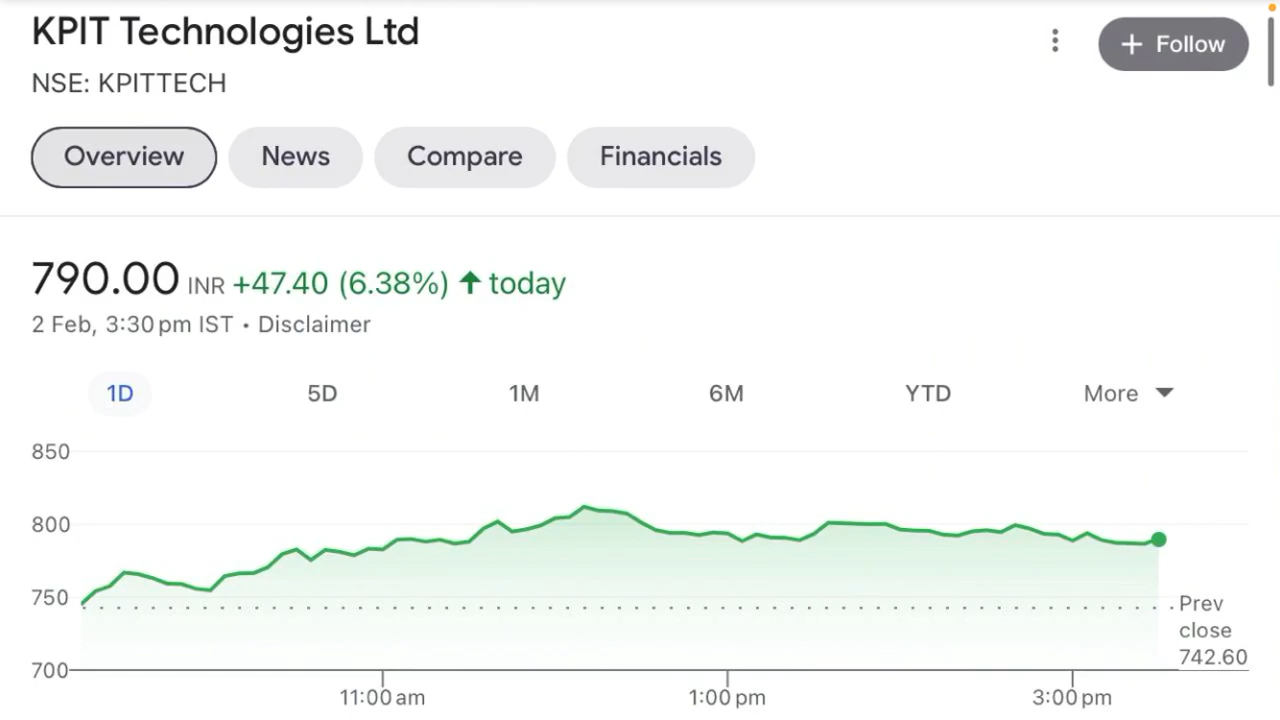 KPIT Technologies Ltd
+ Follow
NSE: KPITTECH
Overview
News
Compare
Financials
790.00 INR +47.40 (6.38%) ↑ today
2 Feb, 3:30 pm IST • Disclaimer
1D
5D
1M
6M
YTD
More
850
800
750
700
Prev
close
742.60
11:00 am
1:00 pm
3:00 pm